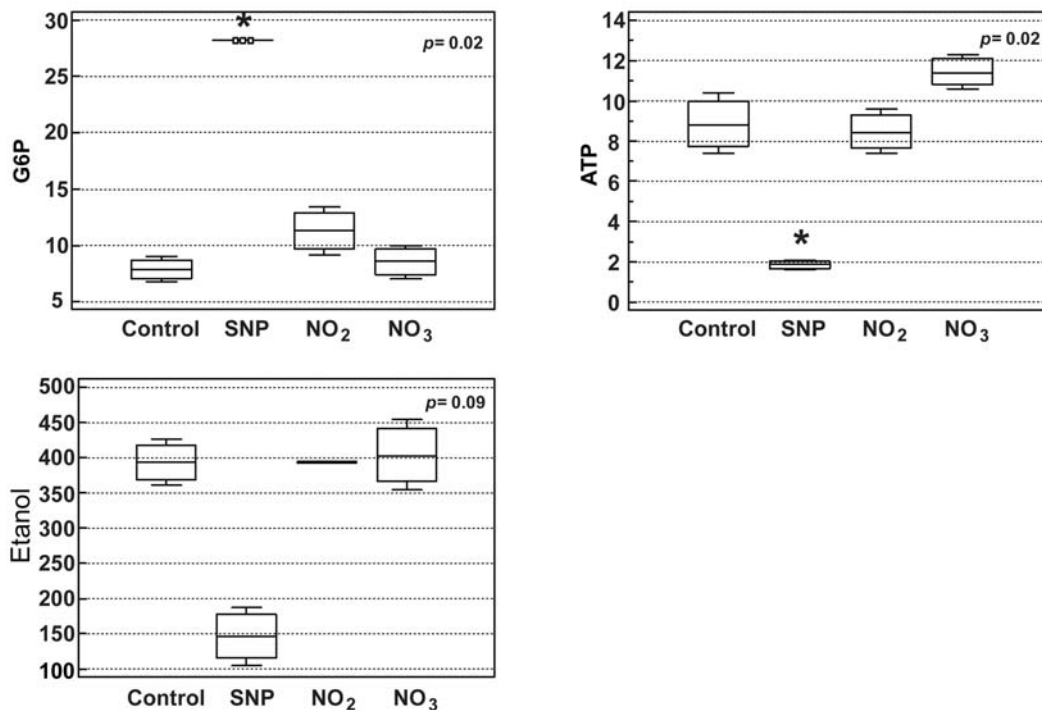 30
25
20
15
10
5
G6P
*
p= 0.02
Control SNP NO2 NO3
14
12
10
8
6
4
2
0
ATP
p= 0.02
*
Control SNP NO2 NO3
500
450
400
350
300
250
200
150
100
Etanol
p= 0.09
Control SNP NO2 NO3